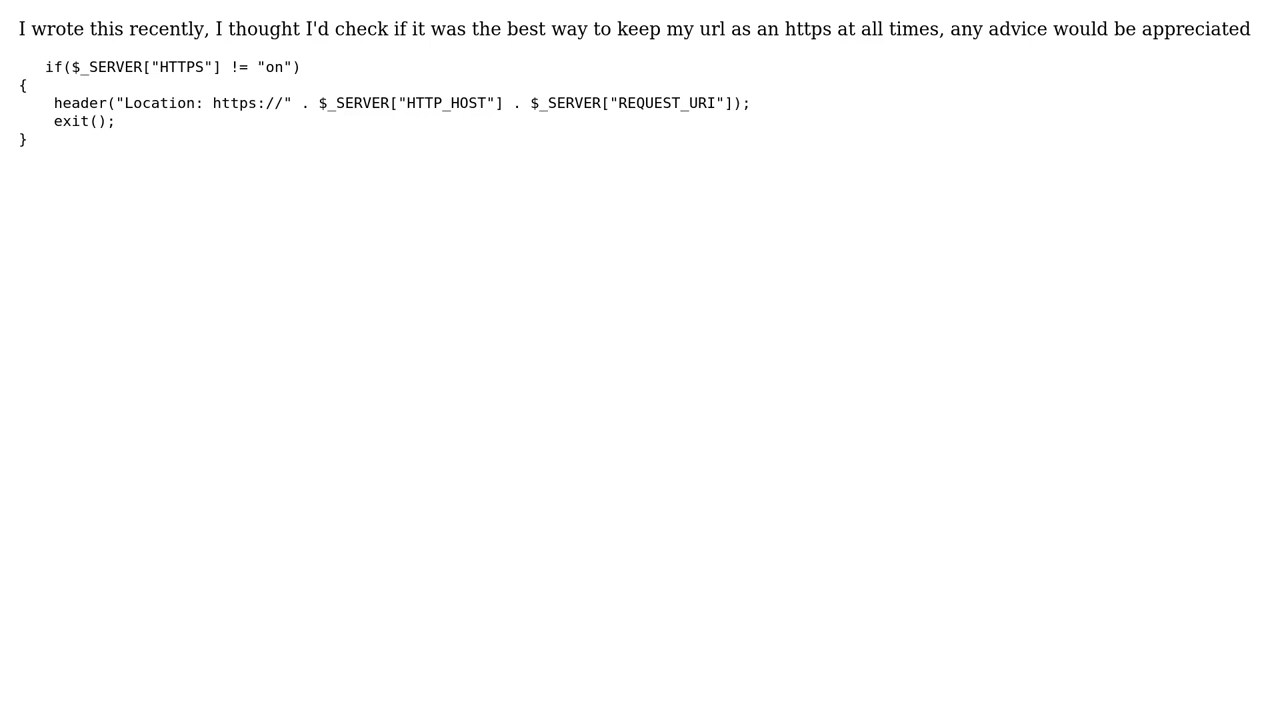 I wrote this recently, I thought I'd check if it was the best way to keep my url as an https at all times, any advice would be appreciated
   if($_SERVER["HTTPS"] != "on")
{
    header("Location: https://" . $_SERVER["HTTP_HOST"] . $_SERVER["REQUEST_URI"]);
    exit();
}